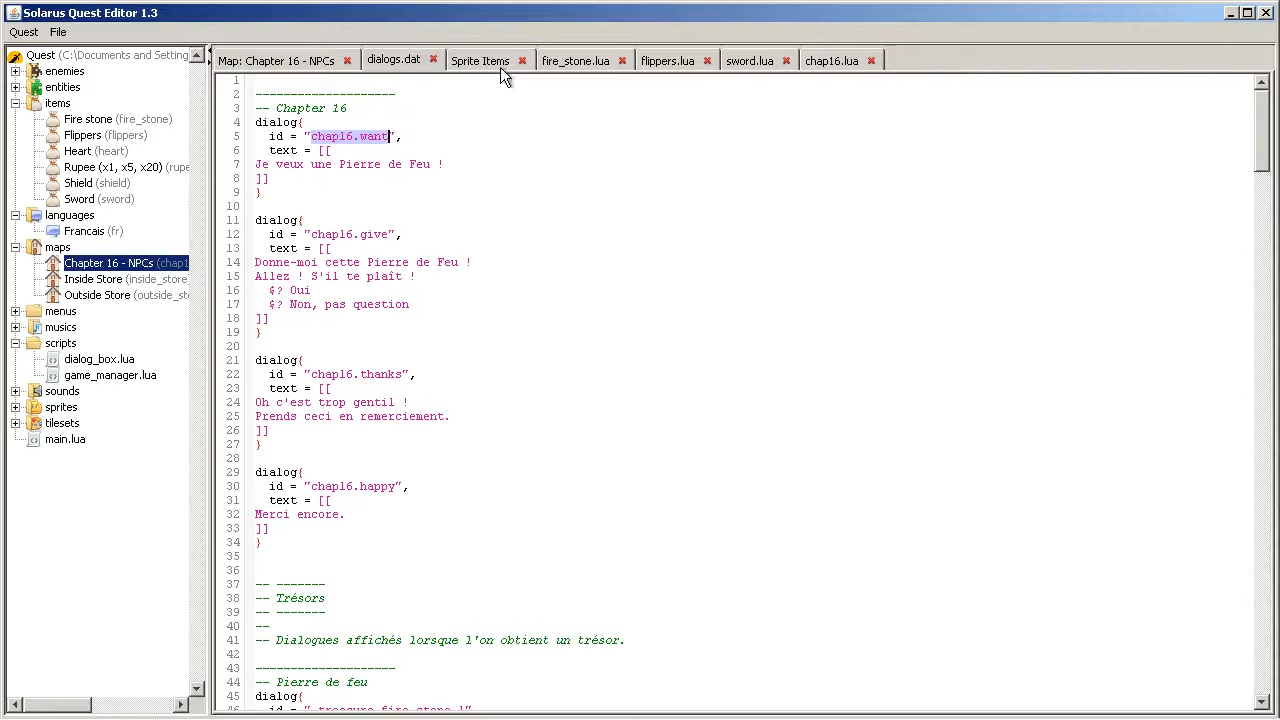 Solarus Quest Editor 1.3
Quest File
Quest (C:\Documents and Setting
enemies
entities
items
Fire stone (fire_stone)
Flippers (flippers)
Heart (heart)
Rupee (x1, x5, x20) (rupe
Shield (shield)
Sword (sword)
languages
Francais (fr)
maps
Chapter 16 - NPCs (chap1
Inside Store (inside_store
Outside Store (outside_st
menus
musics
scripts
dialog_box.lua
game_manager.lua
sounds
sprites
tilesets
main.lua
Map: Chapter 16 - NPCs dialogs.dat Sprite Items fire_stone.lua flippers.lua sword.lua chap16.lua
1
2 --------------------
3 -- Chapter 16
4 dialog{
5 id = "chap16.want",
6 text = [[
7 Je veux une Pierre de Feu !
8 ]]
9 }
10
11 dialog{
12 id = "chap16.give",
13 text = [[
14 Donne-moi cette Pierre de Feu !
15 Allez ! S'il te plaît !
16 $? Oui
17 $? Non, pas question
18 ]]
19 }
20
21 dialog{
22 id = "chap16.thanks",
23 text = [[
24 Oh c'est trop gentil !
25 Prends ceci en remerciement.
26 ]]
27 }
28
29 dialog{
30 id = "chap16.happy",
31 text = [[
32 Merci encore.
33 ]]
34 }
35
36
37 -- -------
38 -- Trésors
39 -- -------
40 --
41 -- Dialogues affichés lorsque l'on obtient un trésor.
42
43 --------------------
44 -- Pierre de feu
45 dialog{